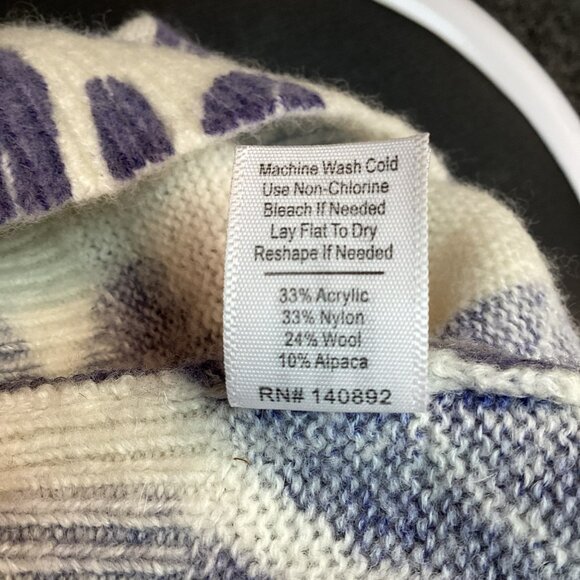 Machine Wash Cold
Use Non-Chlorine
Bleach If Needed
Lay Flat To Dry
Reshape If Needed
33% Acrylic
33% Nylon
24% Wool
10% Alpaca
RN# 140892